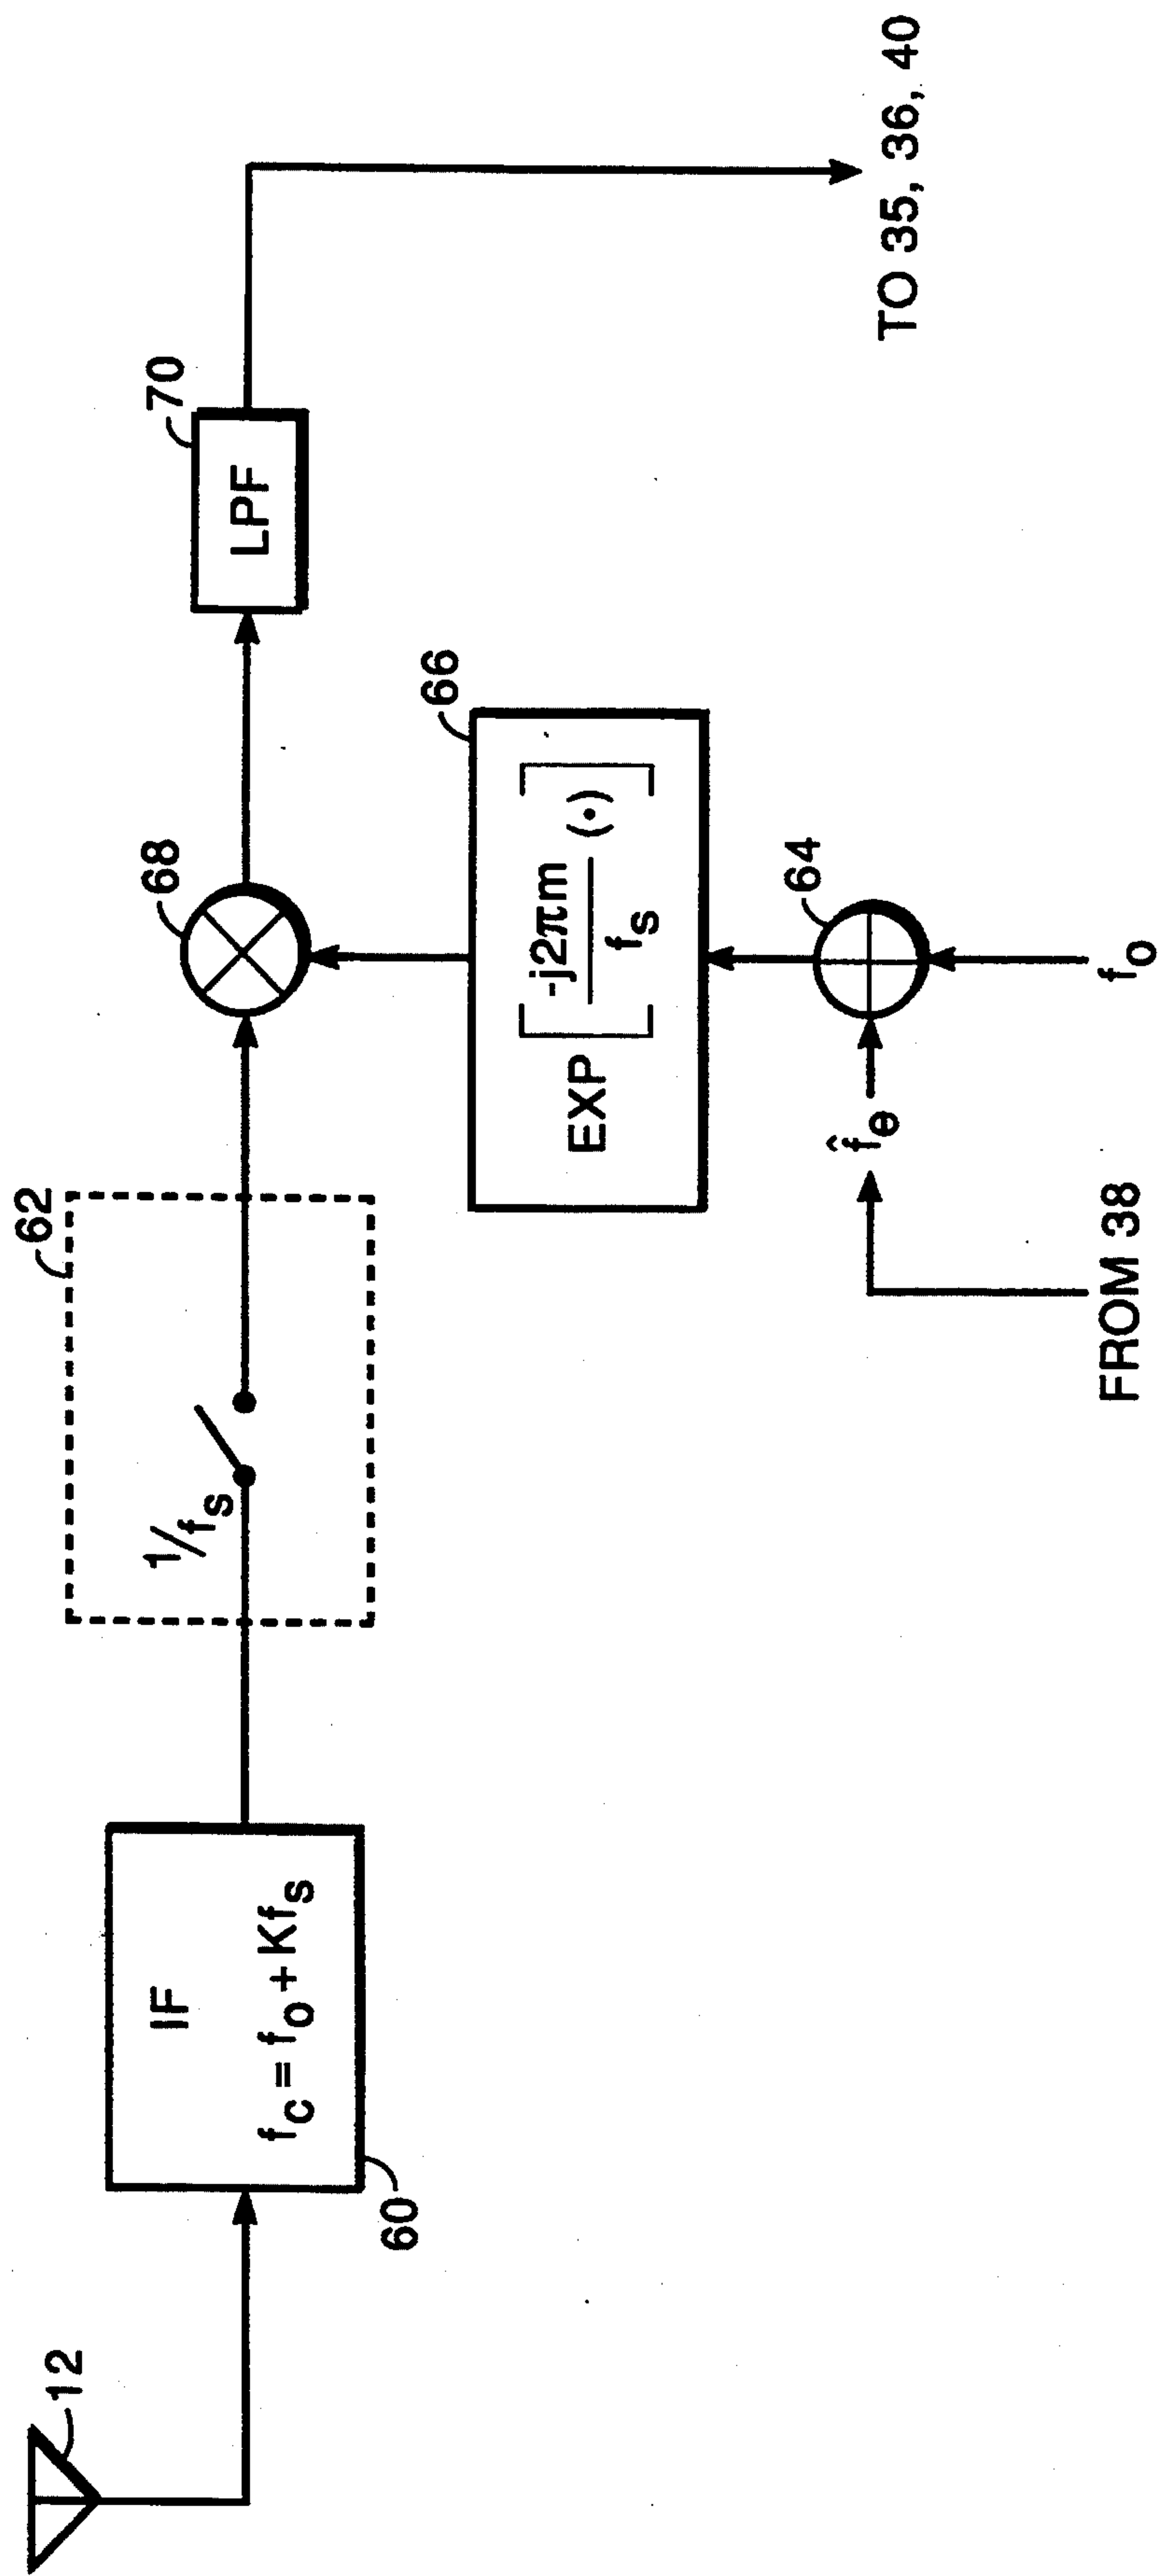 12
IF
f_c = f_o + Kf_s
60
62
1/f_s
68
70
LPF
66
EXP [ -j2πm / f_s (•) ]
64
FROM 38
f̂_e
f_o
TO 35, 36, 40